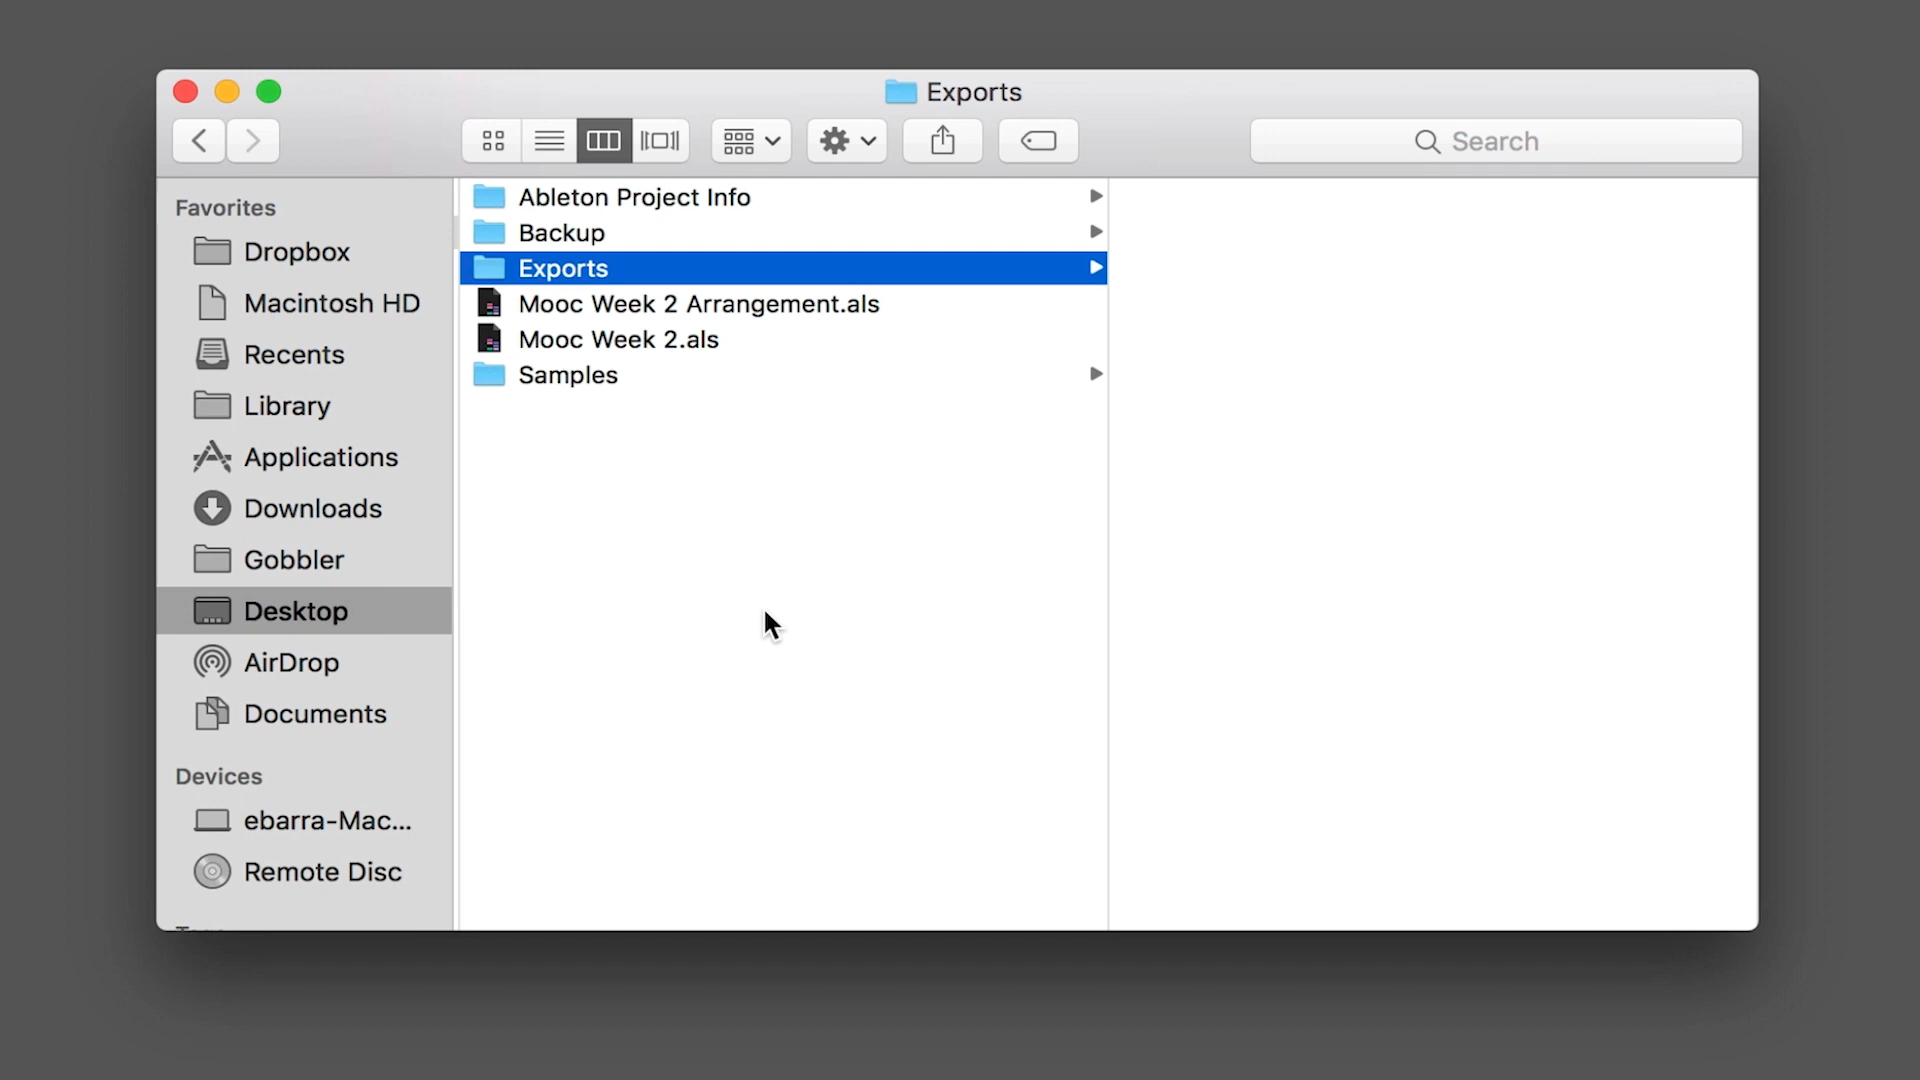 Exports
Search
Favorites
Dropbox
Macintosh HD
Recents
Library
Applications
Downloads
Gobbler
Desktop
AirDrop
Documents
Devices
ebarra-Mac...
Remote Disc
Ableton Project Info
Backup
Exports
Mooc Week 2 Arrangement.als
Mooc Week 2.als
Samples